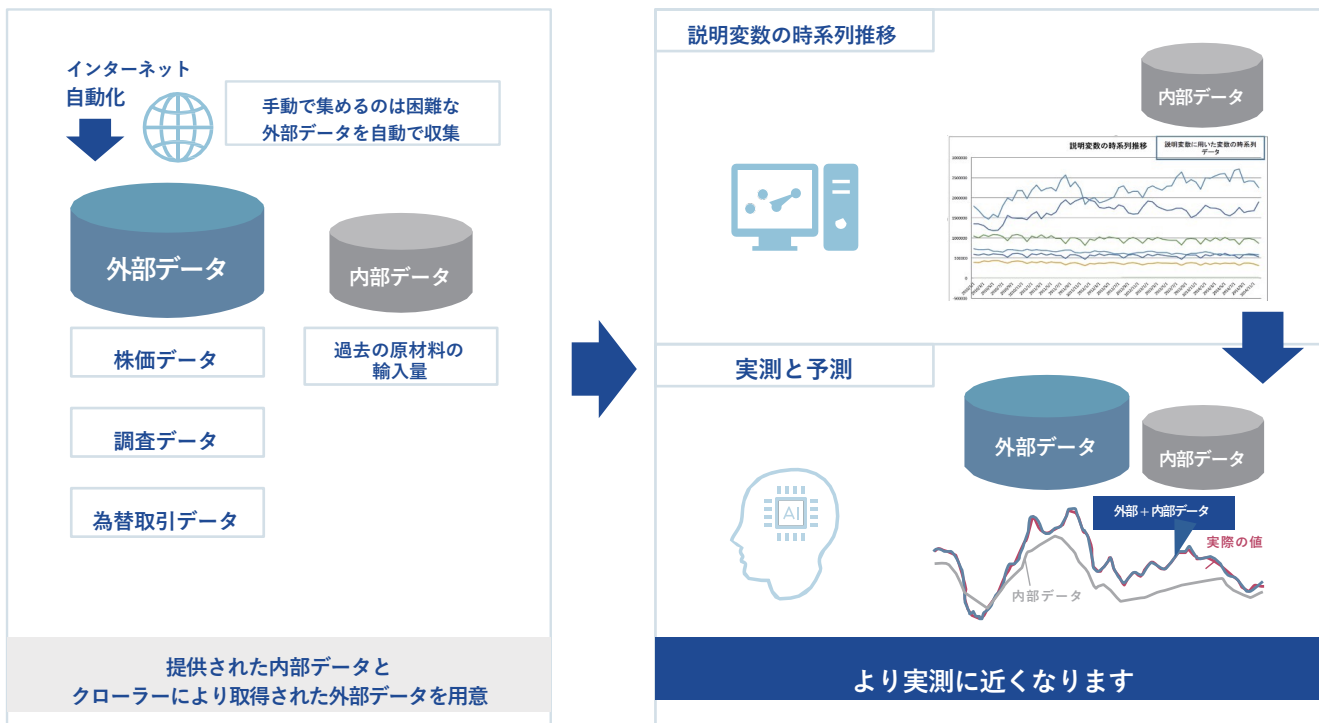 インターネット
自動化
手動で集めるのは困難な
外部データを自動で収集
外部データ
内部データ
株価データ
過去の原材料の
輸入量
調査データ
為替取引データ
提供された内部データと
クローラーにより取得された外部データを用意
説明変数の時系列推移
内部データ
説明変数の時系列推移
説明変数に用いた変数の時系列
データ
実測と予測
外部データ
内部データ
AI
外部+内部データ
実際の値
内部データ
より実測に近くなります